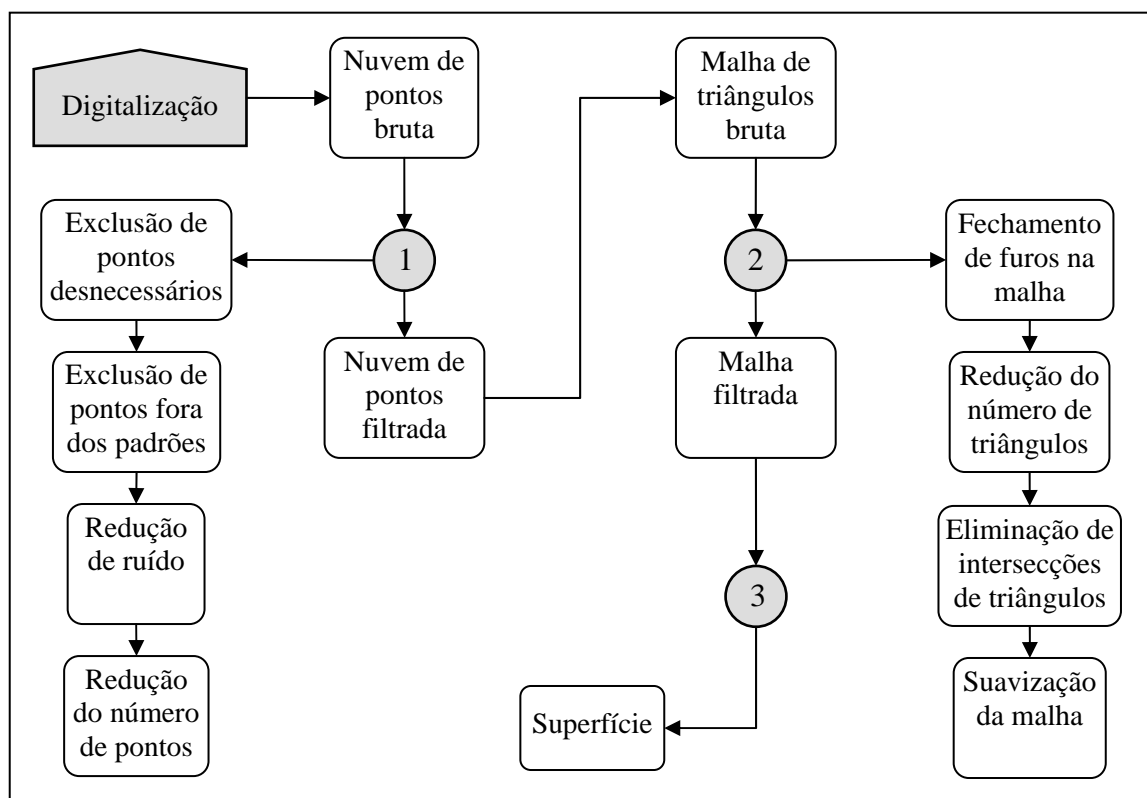 Digitalização
Nuvem de
pontos
bruta
Malha de
triângulos
bruta
Exclusão de
pontos
desnecessários
1
2
Fechamento
de furos na
malha
Exclusão de
pontos fora
dos padrões
Nuvem de
pontos
filtrada
Malha
filtrada
Redução do
número de
triângulos
Redução
de ruído
3
Eliminação de
intersecções
de triângulos
Redução
do número
de pontos
Superfície
Suavização
da malha